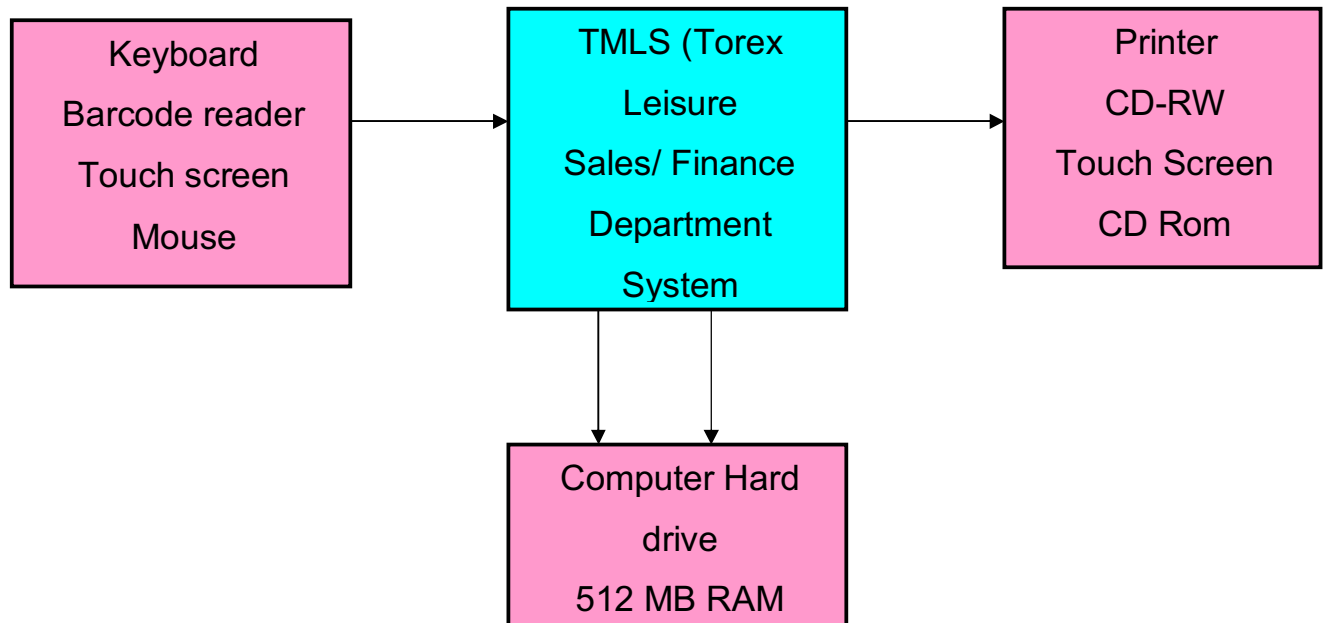 Keyboard
Barcode reader
Touch screen
Mouse
TMLS (Torex
Leisure
Sales/ Finance
Department
System
Printer
CD-RW
Touch Screen
CD Rom
Computer Hard
drive
512 MB RAM